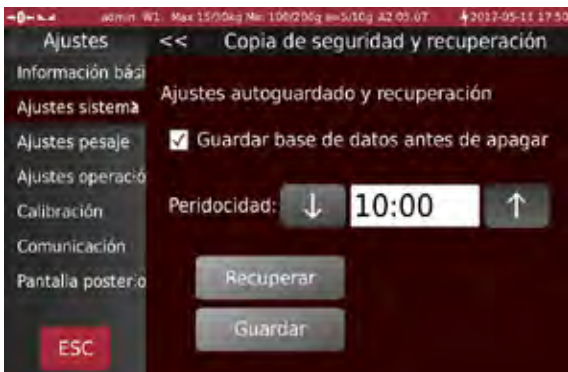 admin W1. Max 15/30kg Min 100/200g e=5/10g A2 05.07 2017-05-11 17:50
Ajustes
<< Copia de seguridad y recuperación
Información bási
Ajustes sistema
Ajustes autoguardado y recuperación
Ajustes pesaje
Guardar base de datos antes de apagar
Ajustes operació
Calibración
Peridocidad: ↓ 10:00 ↑
Comunicación
Pantalla posterio
Recuperar
Guardar
ESC